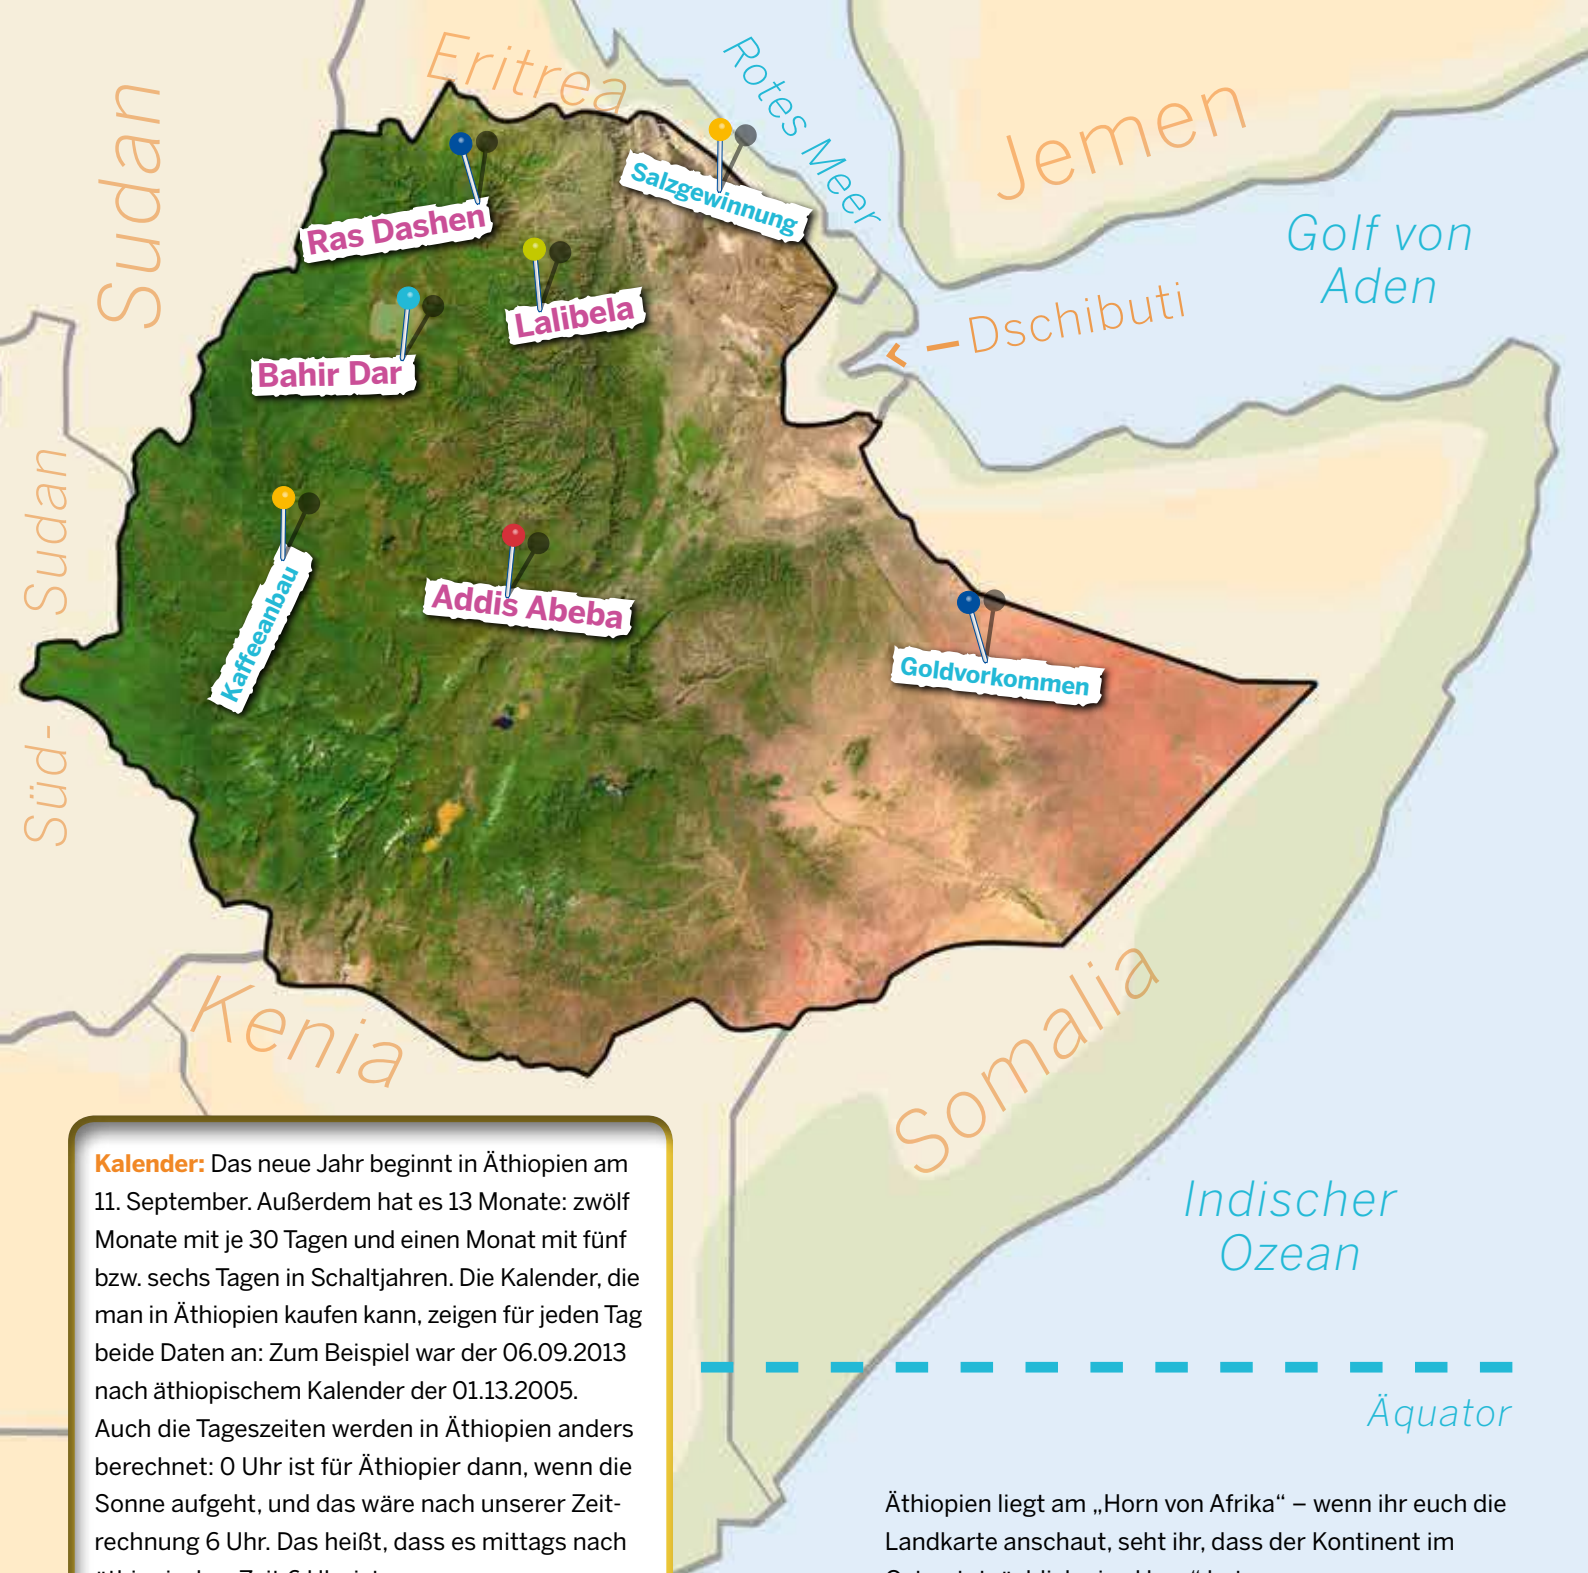 Eritrea
Rotes Meer
Sudan
Jemen
Salzgewinnung
Ras Dashen
Golf von
Aden
Lalibela
Dschibuti
Bahir Dar
Süd- Sudan
Kaffeeanbau
Addis Abeba
Goldvorkommen
Kenia
Somalia
Indischer
Ozean
Äquator
Kalender: Das neue Jahr beginnt in Äthiopien am
11. September. Außerdem hat es 13 Monate: zwölf
Monate mit je 30 Tagen und einen Monat mit fünf
bzw. sechs Tagen in Schaltjahren. Die Kalender, die
man in Äthiopien kaufen kann, zeigen für jeden Tag
beide Daten an: Zum Beispiel war der 06.09.2013
nach äthiopischem Kalender der 01.13.2005.
Auch die Tageszeiten werden in Äthiopien anders
berechnet: 0 Uhr ist für Äthiopier dann, wenn die
Sonne aufgeht, und das wäre nach unserer Zeit-
rechnung 6 Uhr. Das heißt, dass es mittags nach
Äthiopien liegt am „Horn von Afrika“ – wenn ihr euch die
Landkarte anschaut, seht ihr, dass der Kontinent im